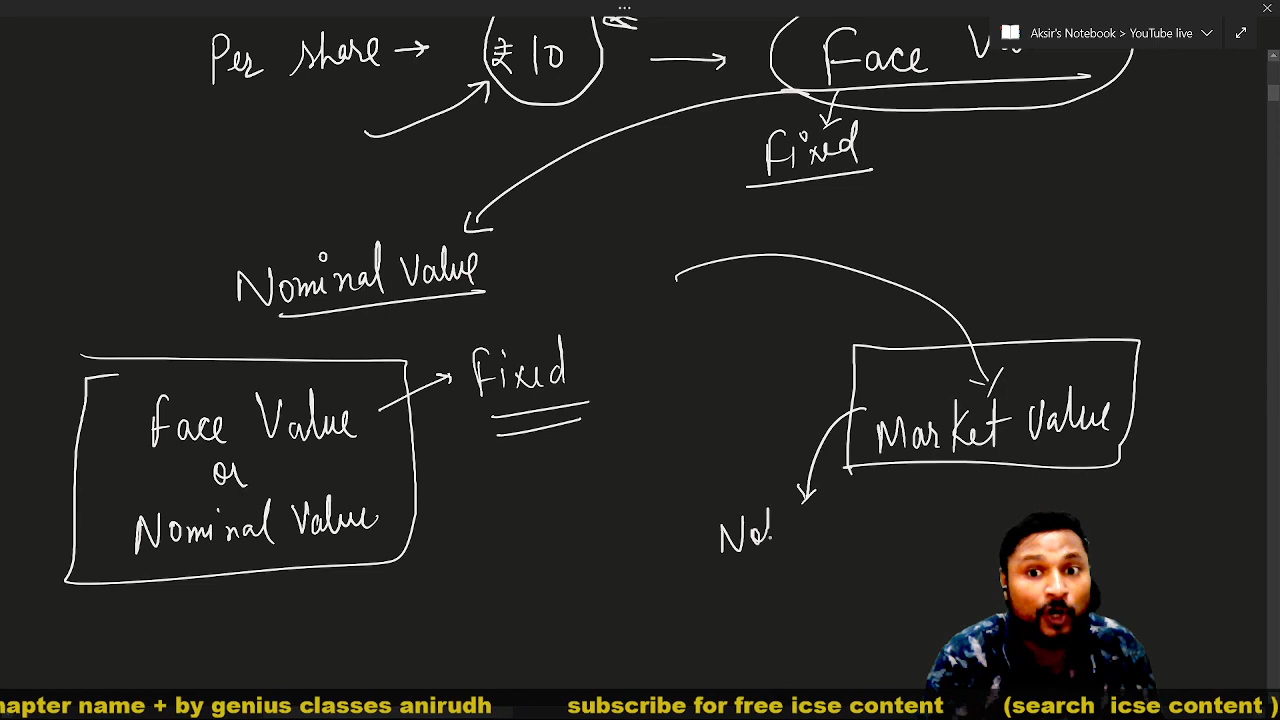 Aksir's Notebook > YouTube live
Per share → ₹10 → Face
Fixed
Nominal Value
Fixed
Face Value
or
Nominal Value
Market Value
hapter name + by genius classes anirudh subscribe for free icse content (search icse content )